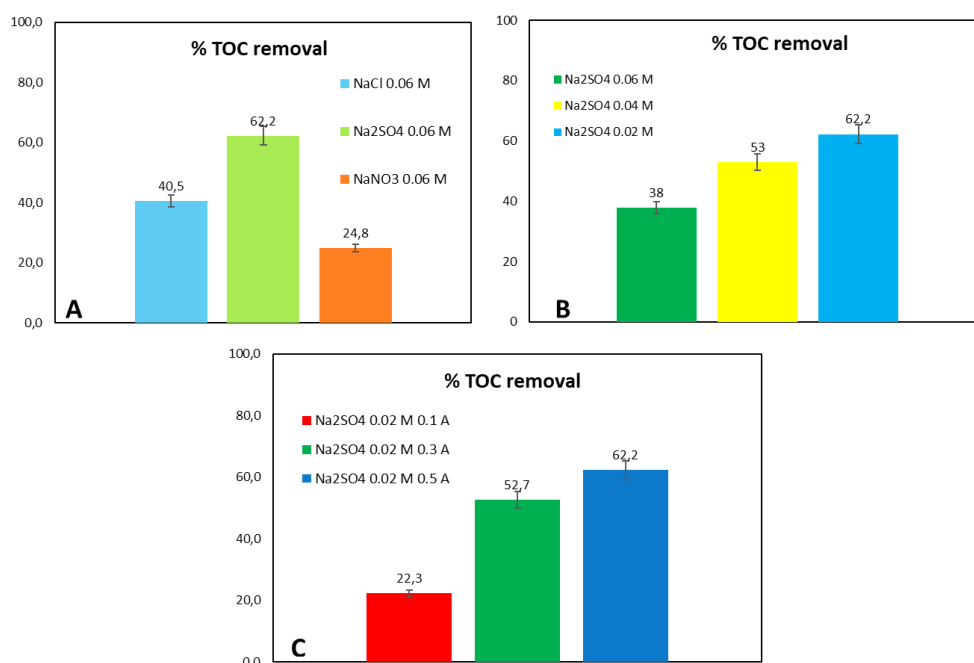 100,0
80,0
60,0
40,0
20,0
0,0
% TOC removal
NaCl 0.06 M
Na2SO4 0.06 M
NaNO3 0.06 M
40,5
62,2
24,8
A
100
80
60
40
20
0
% TOC removal
Na2SO4 0.06 M
Na2SO4 0.04 M
Na2SO4 0.02 M
38
53
62,2
B
100,0
80,0
60,0
40,0
20,0
0,0
% TOC removal
Na2SO4 0.02 M 0.1 A
Na2SO4 0.02 M 0.3 A
Na2SO4 0.02 M 0.5 A
22,3
52,7
62,2
C